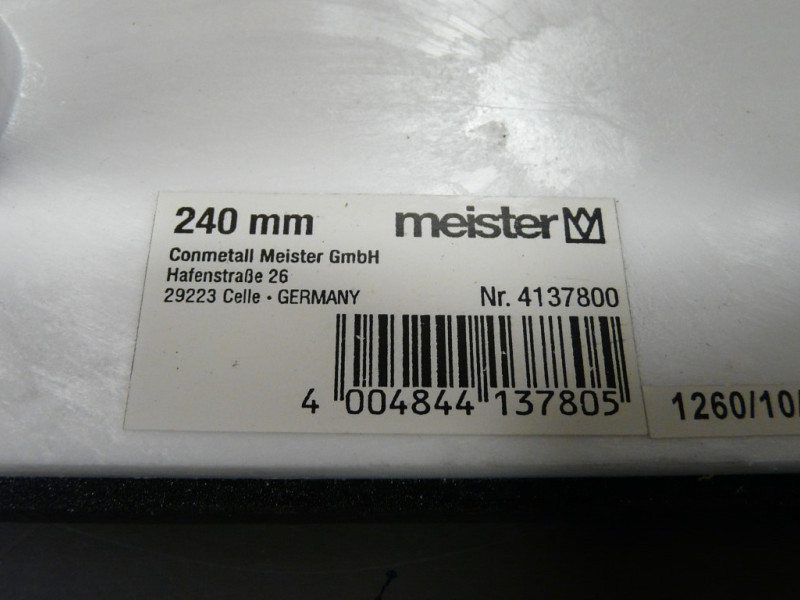 240 mm
meister
Conmetall Meister GmbH
Hafenstraße 26
29223 Celle • GERMANY
Nr. 4137800
4 004844 137805
1260/10/